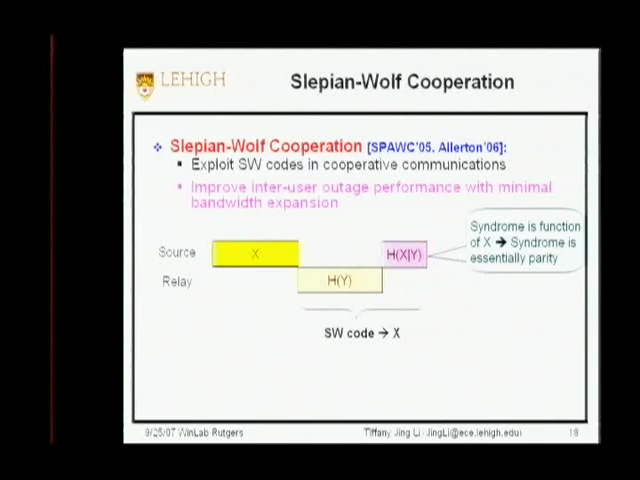 LEHIGH
Slepian-Wolf Cooperation
❖ Slepian-Wolf Cooperation [SPAWC'05, Allerton'06]:
▪ Exploit SW codes in cooperative communications
▪ Improve inter-user outage performance with minimal
bandwidth expansion
Syndrome is function
of X ➔ Syndrome is
essentially parity
Source X H(X|Y)
Relay H(Y)
SW code → X
9/25/07 WinLab Rutgers Tiffany Jing Li (JingLi@ece.lehigh.edu) 18